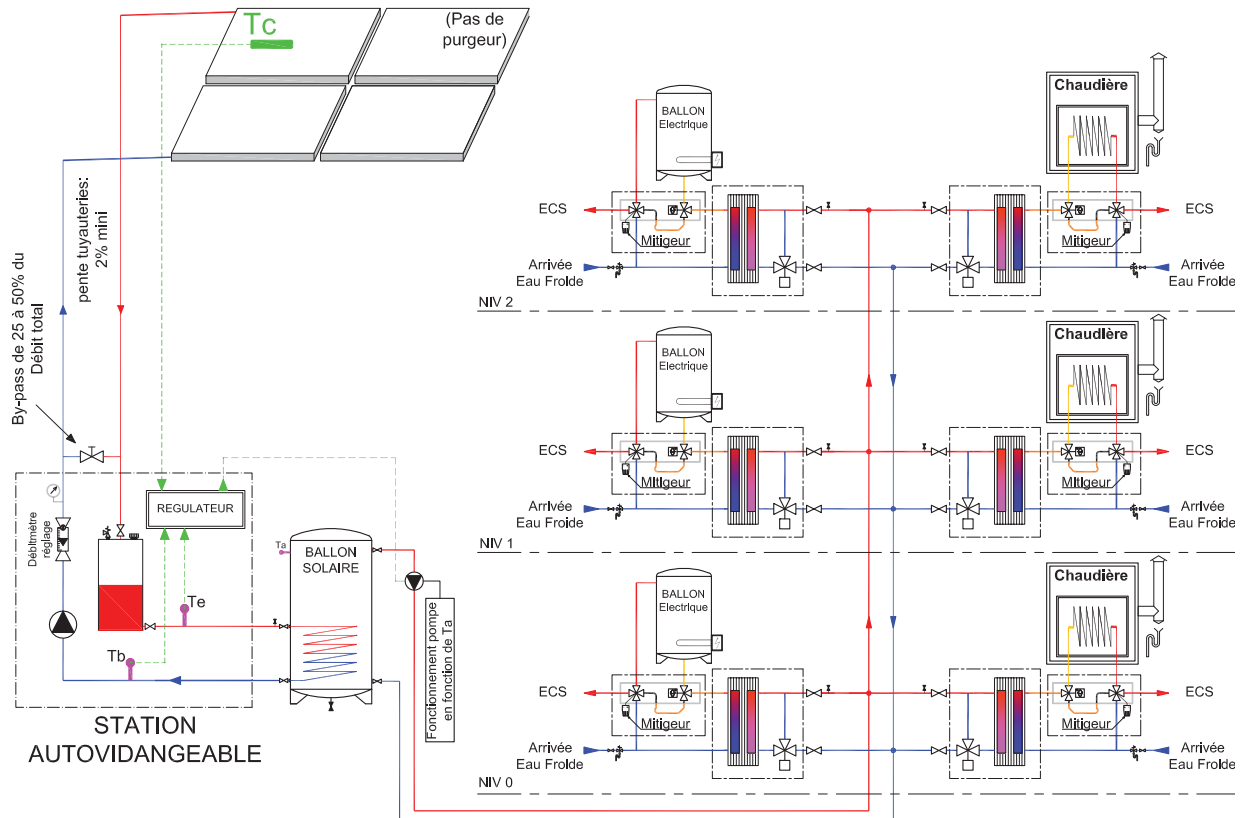 Tc
(Pas de
purgeur)
pente tuyauteries:
2% mini
By-pass de 25 à 50% du
Débit total
Débitmètre
réglage
REGULATEUR
Te
Tb
STATION
AUTOVIDANGEABLE
Ta
BALLON
SOLAIRE
Fonctionnement pompe
en fonction de Ta
BALLON
Electrique
Chaudière
ECS
Mitigeur
Mitigeur
ECS
Arrivée
Eau Froide
Arrivée
Eau Froide
NIV 2
BALLON
Electrique
Chaudière
ECS
Mitigeur
Mitigeur
ECS
Arrivée
Eau Froide
Arrivée
Eau Froide
NIV 1
BALLON
Electrique
Chaudière
ECS
Mitigeur
Mitigeur
ECS
Arrivée
Eau Froide
Arrivée
Eau Froide
NIV 0